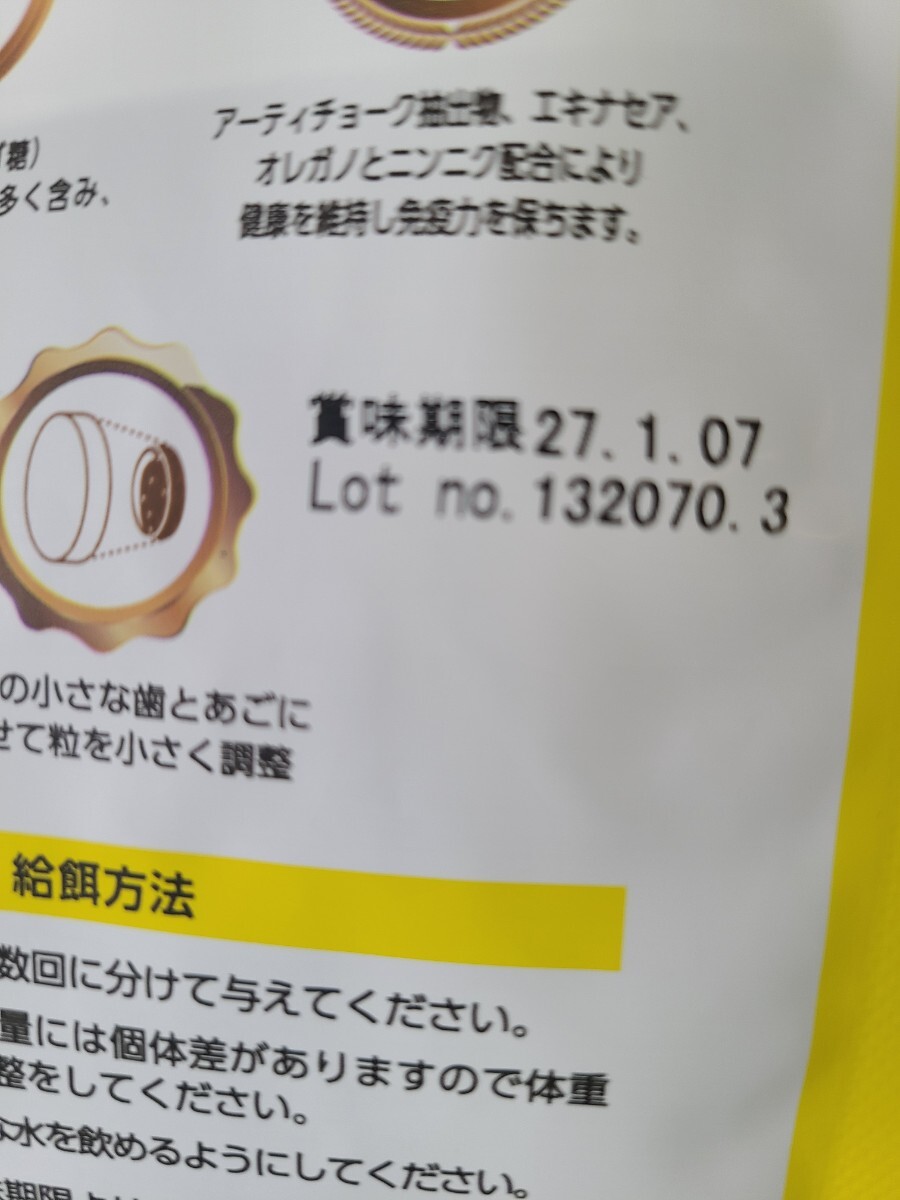 アーティチョーク抽出物、エキナセア、
オレガノとニンニク配合により
健康を維持し免疫力を保ちます。
糖)
多く含み、
賞味期限27.1.07
Lot no.132070.3
の小さな歯とあごに
せて粒を小さく調整
給餌方法
数回に分けて与えてください。
量には個体差がありますので体重
整をしてください。
な水を飲めるようにしてください。